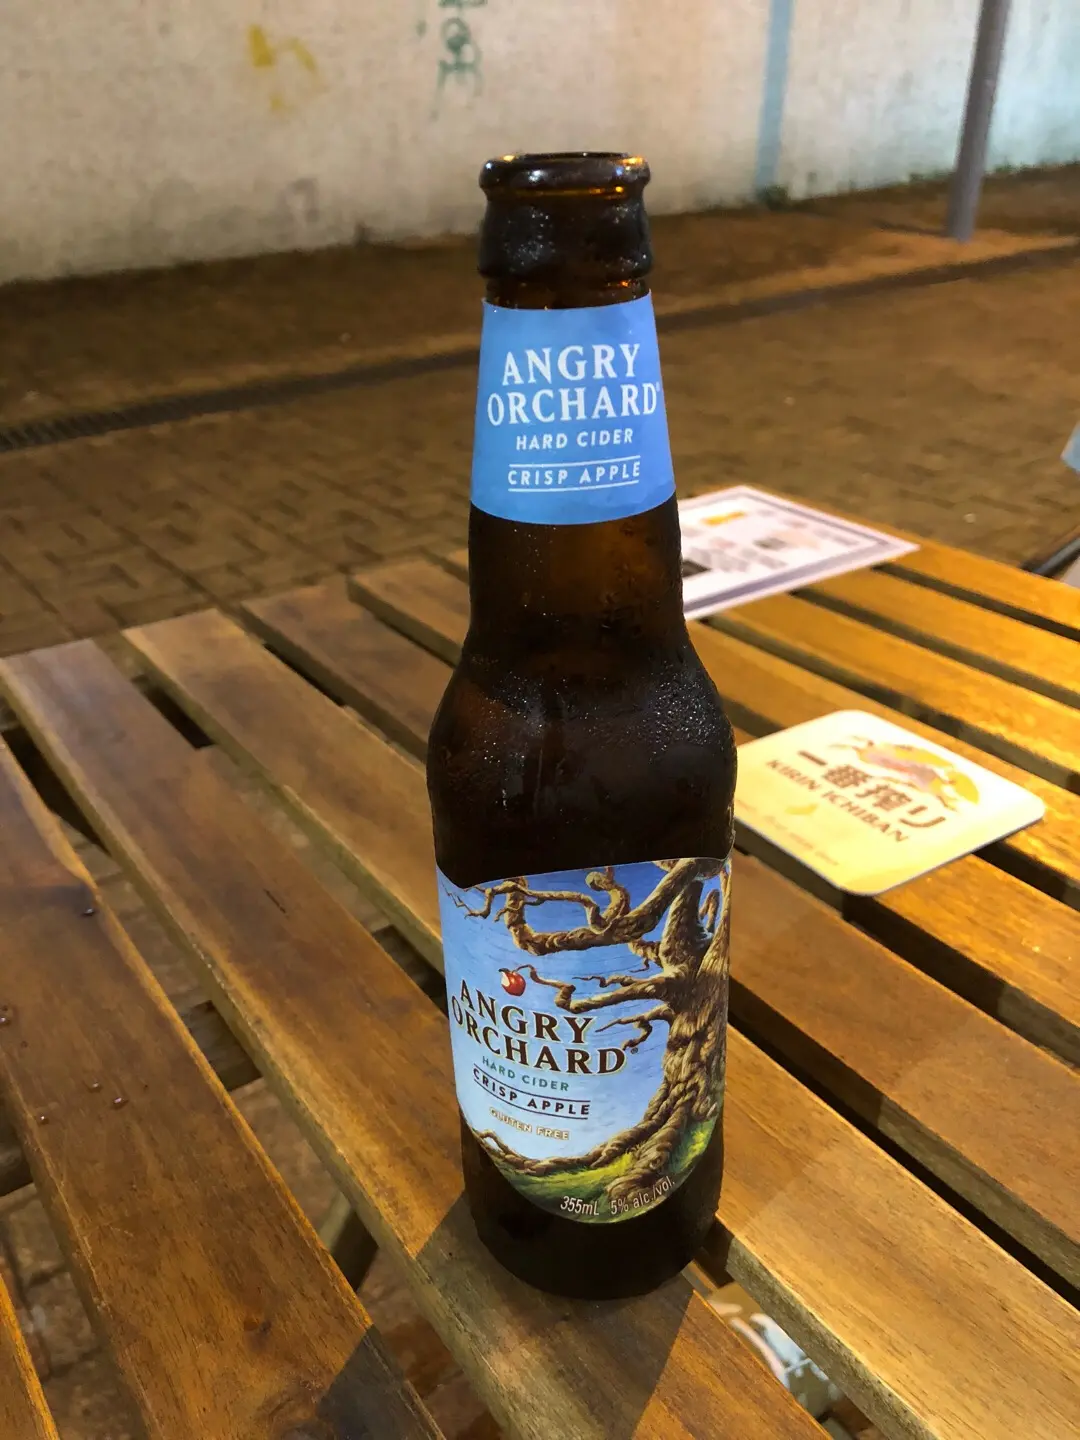 ANGRY
ORCHARD®
HARD CIDER
CRISP APPLE
一番搾り
KIRIN ICHIBAN
ANGRY
ORCHARD®
HARD CIDER
CRISP APPLE
GLUTEN FREE
355mL 5% alc./vol.